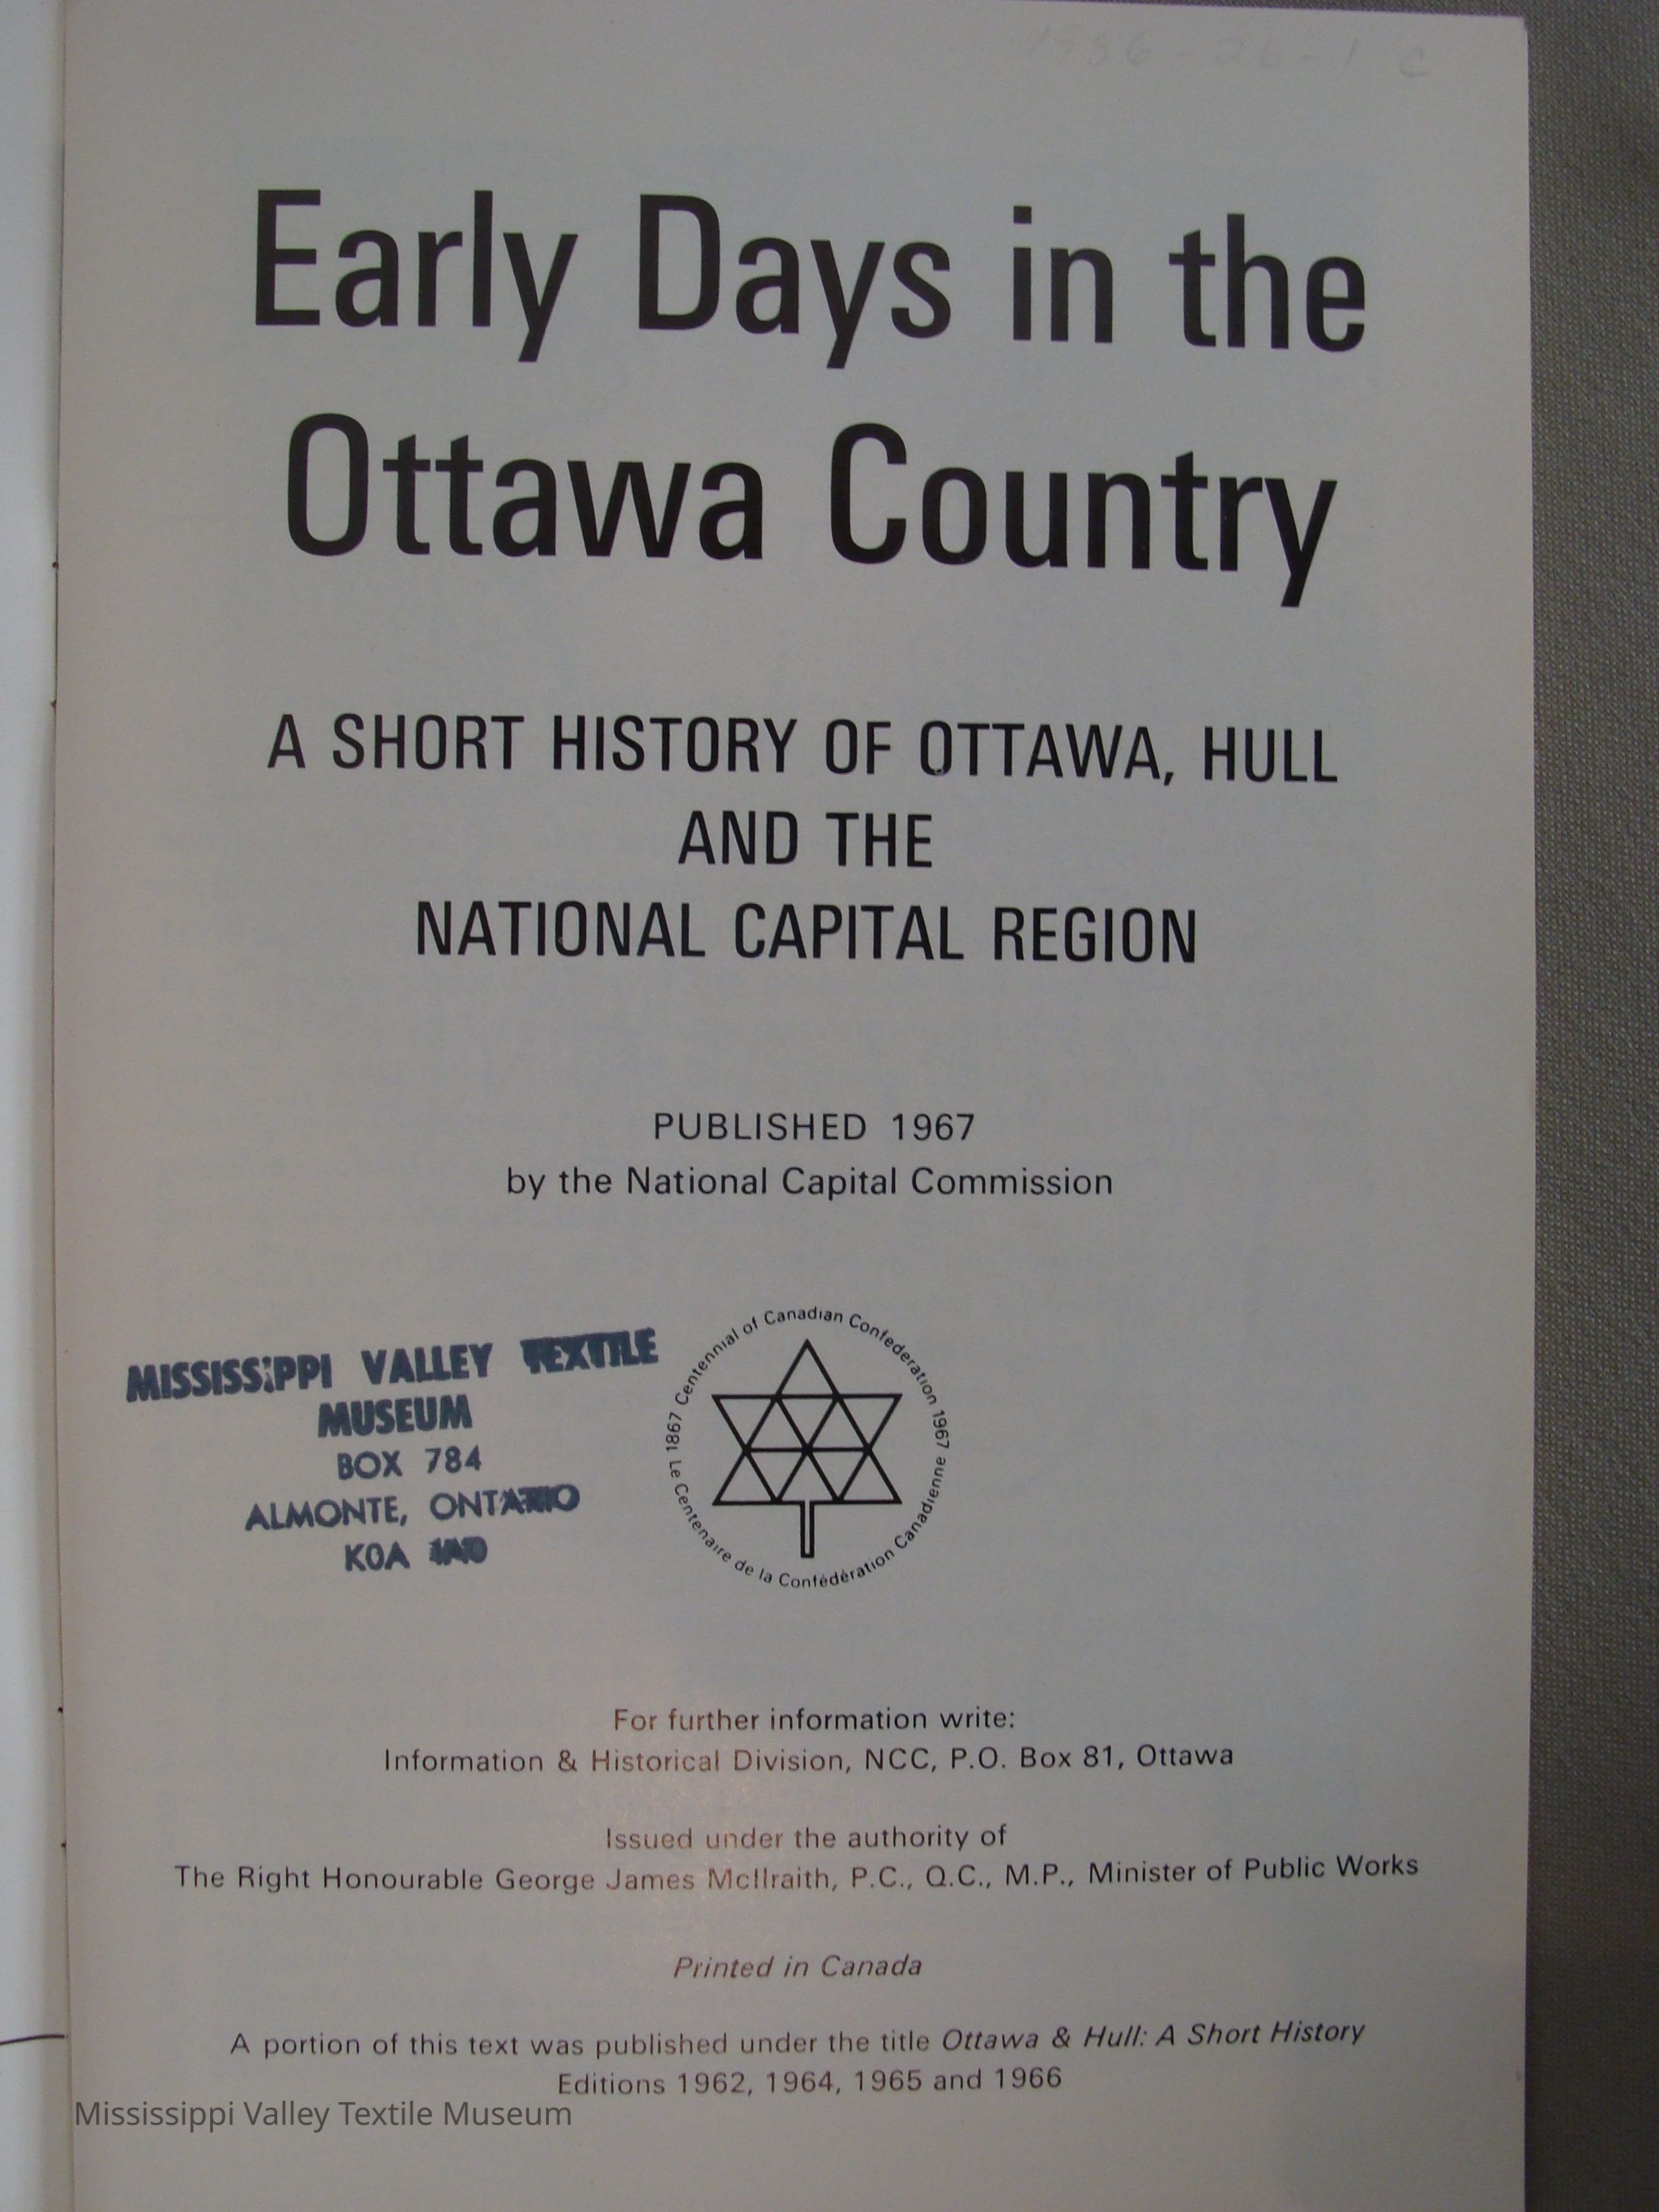 Early Days in the
Ottawa Country
A SHORT HISTORY OF OTTAWA, HULL
AND THE
NATIONAL CAPITAL REGION
PUBLISHED 1967
by the National Capital Commission
MISSISSIPPI VALLEY TEXTILE
MUSEUM
BOX 784
ALMONTE, ONTARIO
K0A 1A0
1867 Centennial of Canadian Confederation 1967
Le Centenaire de la Confédération Canadienne
For further information write:
Information & Historical Division, NCC, P.O. Box 81, Ottawa
Issued under the authority of
The Right Honourable George James McIlraith, P.C., Q.C., M.P., Minister of Public Works
Printed in Canada
A portion of this text was published under the title Ottawa & Hull: A Short History
Editions 1962, 1964, 1965 and 1966
Mississippi Valley Textile Museum